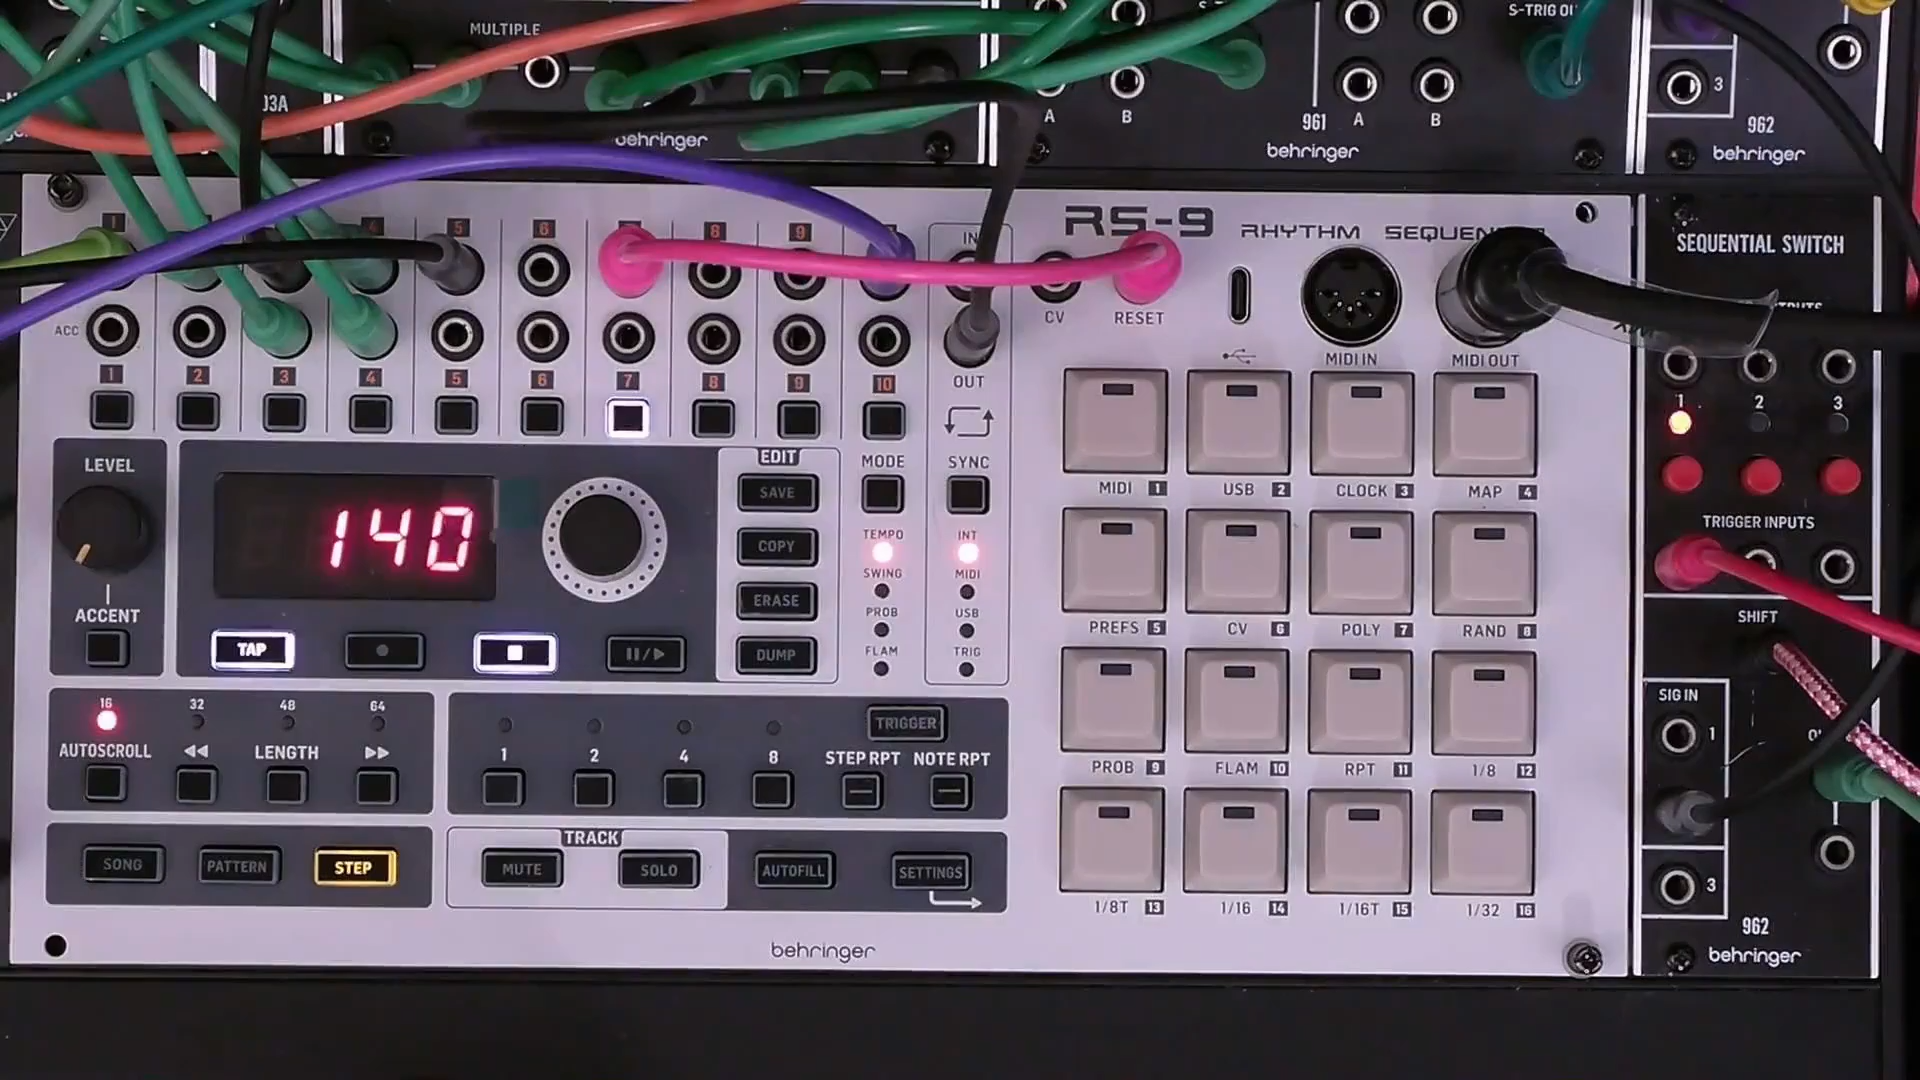 MULTIPLE
S-TRIG OU
3
03A
A
B
961
A
B
962
behringer
behringer
behringer
1
4
5
6
8
9
IN
RS-9 RHYTHM SEQUEN
SEQUENTIAL SWITCH
ACC
CV
RESET
MIDI IN
MIDI OUT
1
2
3
4
5
6
7
8
9
10
OUT
1
2
3
LEVEL
EDIT
MODE
SYNC
SAVE
MIDI 1
USB 2
CLOCK 3
MAP 4
140
COPY
TEMPO
INT
TRIGGER INPUTS
SWING
MIDI
ERASE
PROB
USB
ACCENT
PREFS 5
CV 6
POLY 7
RAND 8
SHIFT
TAP
DUMP
FLAM
TRIG
16
32
48
64
SIG IN
1
TRIGGER
AUTOSCROLL
LENGTH
1
2
4
8
STEP RPT
NOTE RPT
PROB 9
FLAM 10
RPT 11
1/8 12
TRACK
SONG
PATTERN
STEP
MUTE
SOLO
AUTOFILL
SETTINGS
3
1/8T 13
1/16 14
1/16T 15
1/32 16
962
behringer
behringer